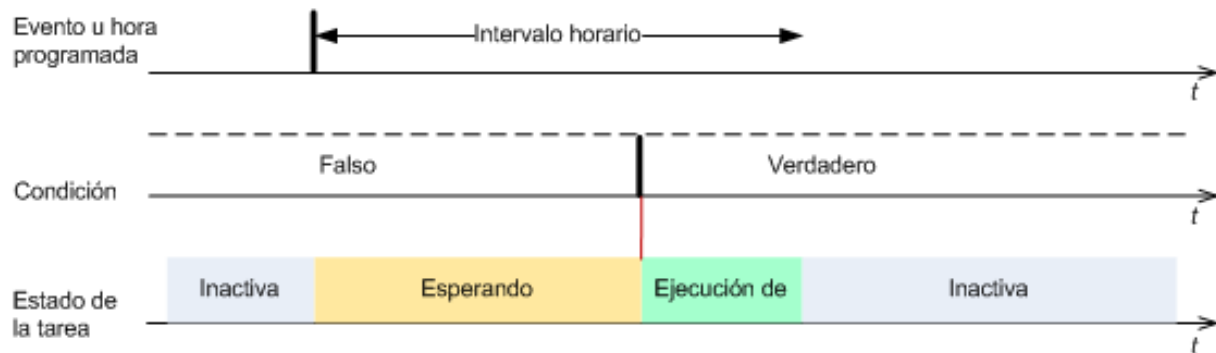 Evento u hora
programada
Intervalo horario
t
Falso
Verdadero
Condición
t
Inactiva
Esperando
Ejecución de
Inactiva
Estado de
la tarea
t